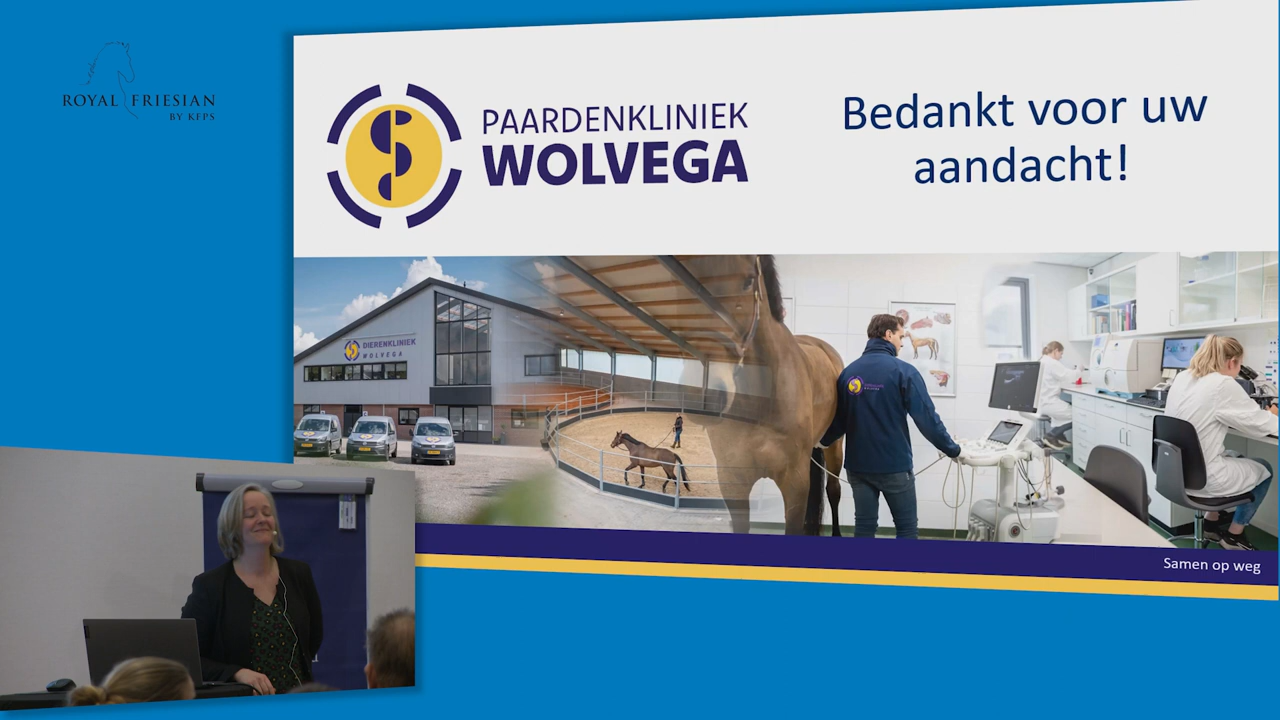 ROYAL FRIESIAN
BY KFPS
PAARDENKLINIEK
WOLVEGA
Bedankt voor uw
aandacht!
DIERENKLINIEK
WOLVEGA
Samen op weg